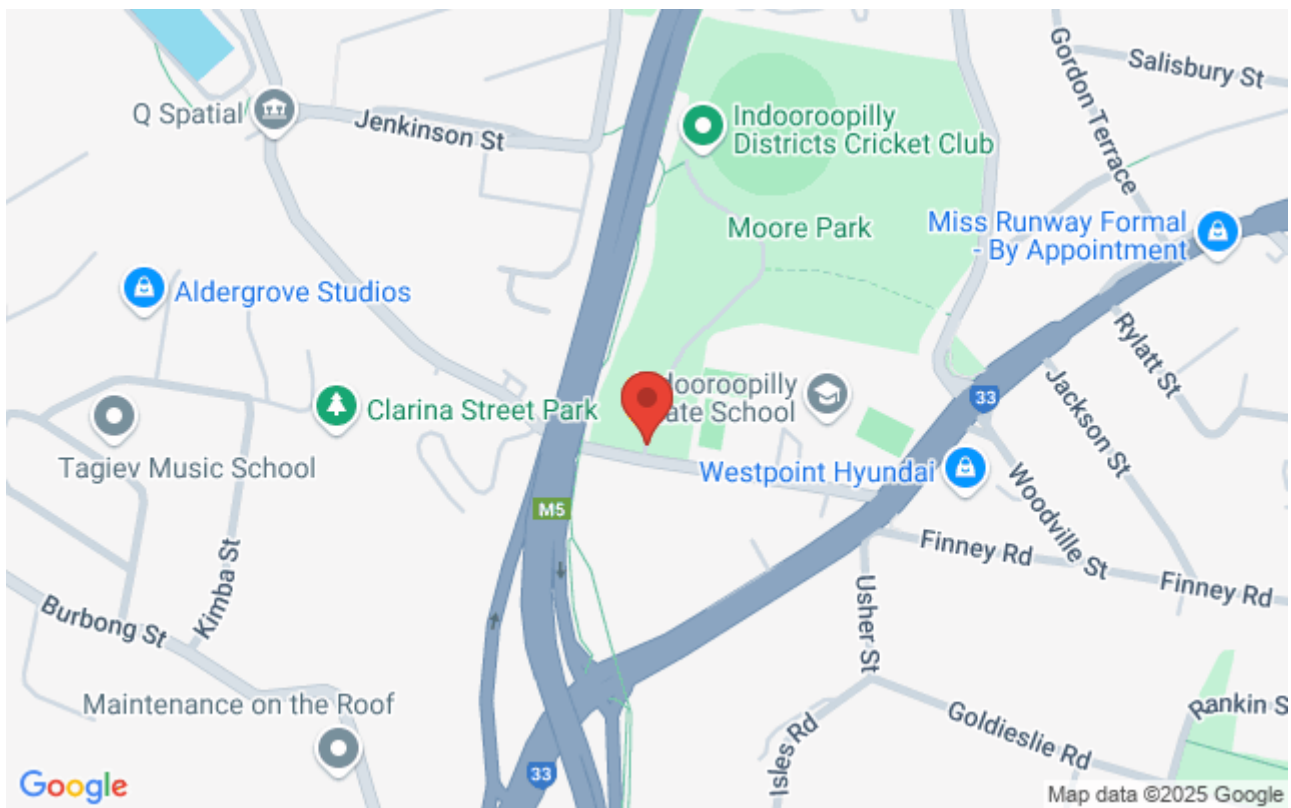 Salisbury St
Gordon Terrace
Q Spatial
Jenkinson St
Indooroopilly
Districts Cricket Club
Moore Park
Miss Runway Formal
- By Appointment
Aldergrove Studios
Rylatt St
Jackson St
33
dooroopilly
ate School
Clarina Street Park
Tagiev Music School
Westpoint Hyundai
M5
Woodville St
Finney Rd
Finney Rd
Kimba St
Burbong St
Usher St
Maintenance on the Roof
Rankin S
Goldieslie Rd
Isles Rd
33
Google
Map data ©2025 Google